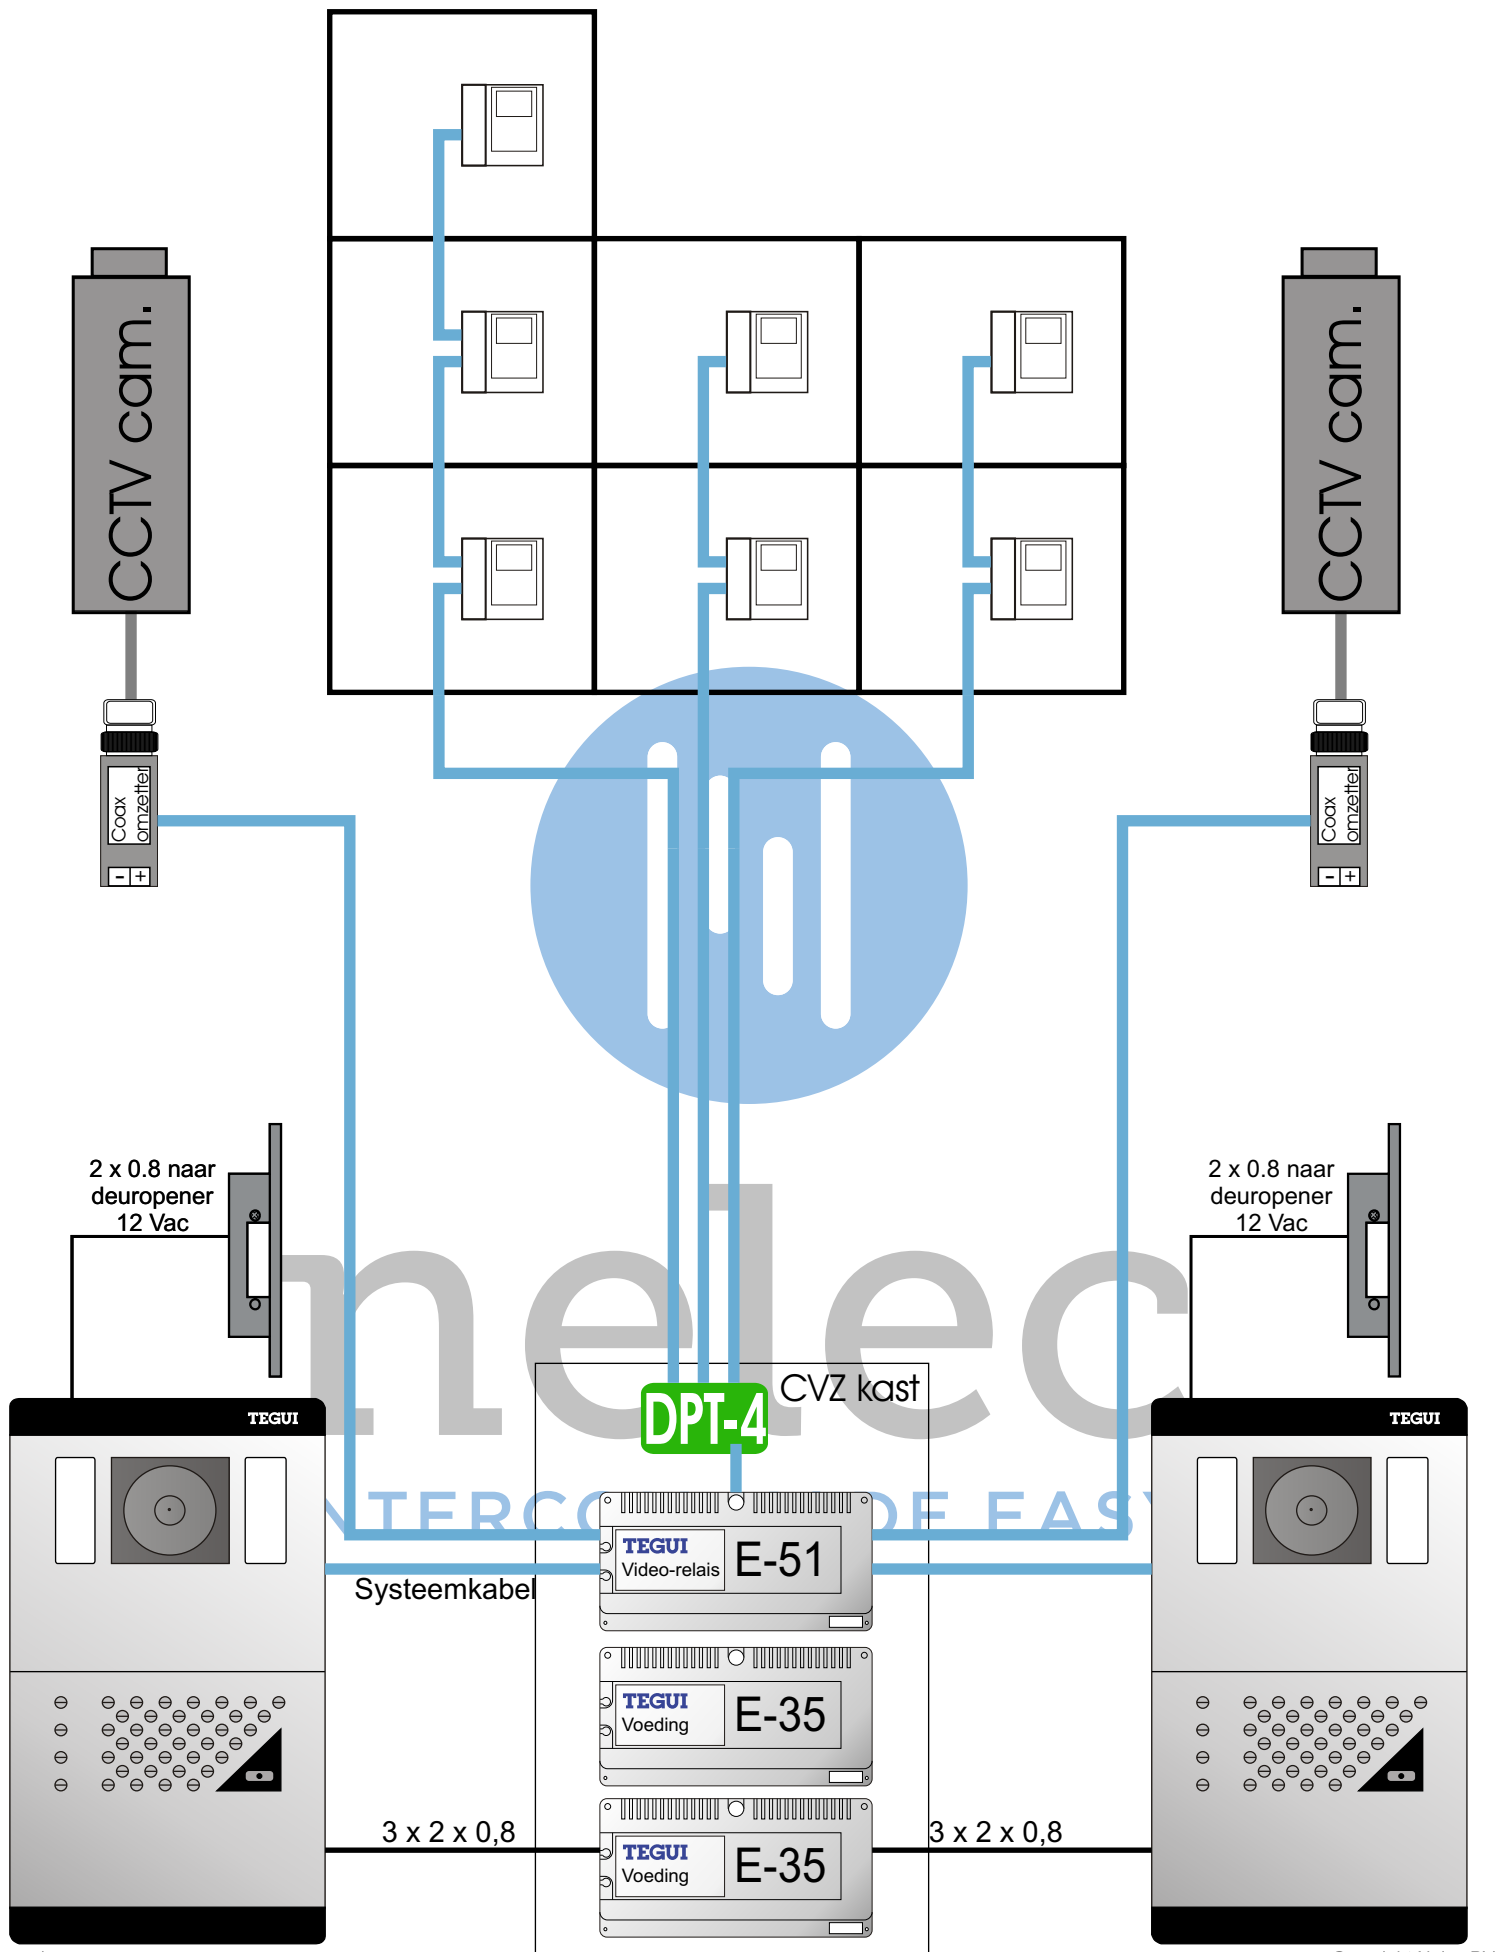 CCTV cam.
CCTV cam.
Coax
omzetter
- +
Coax
omzetter
- +
2 x 0.8 naar
deuropener
12 Vac
2 x 0.8 naar
deuropener
12 Vac
nelec
CVZ kast
DPT-4
TEGUI
TEGUI
TEGUI
Video-relais
E-51
Systeemkabel
TEGUI
Voeding
E-35
3 x 2 x 0,8
3 x 2 x 0,8
TEGUI
Voeding
E-35